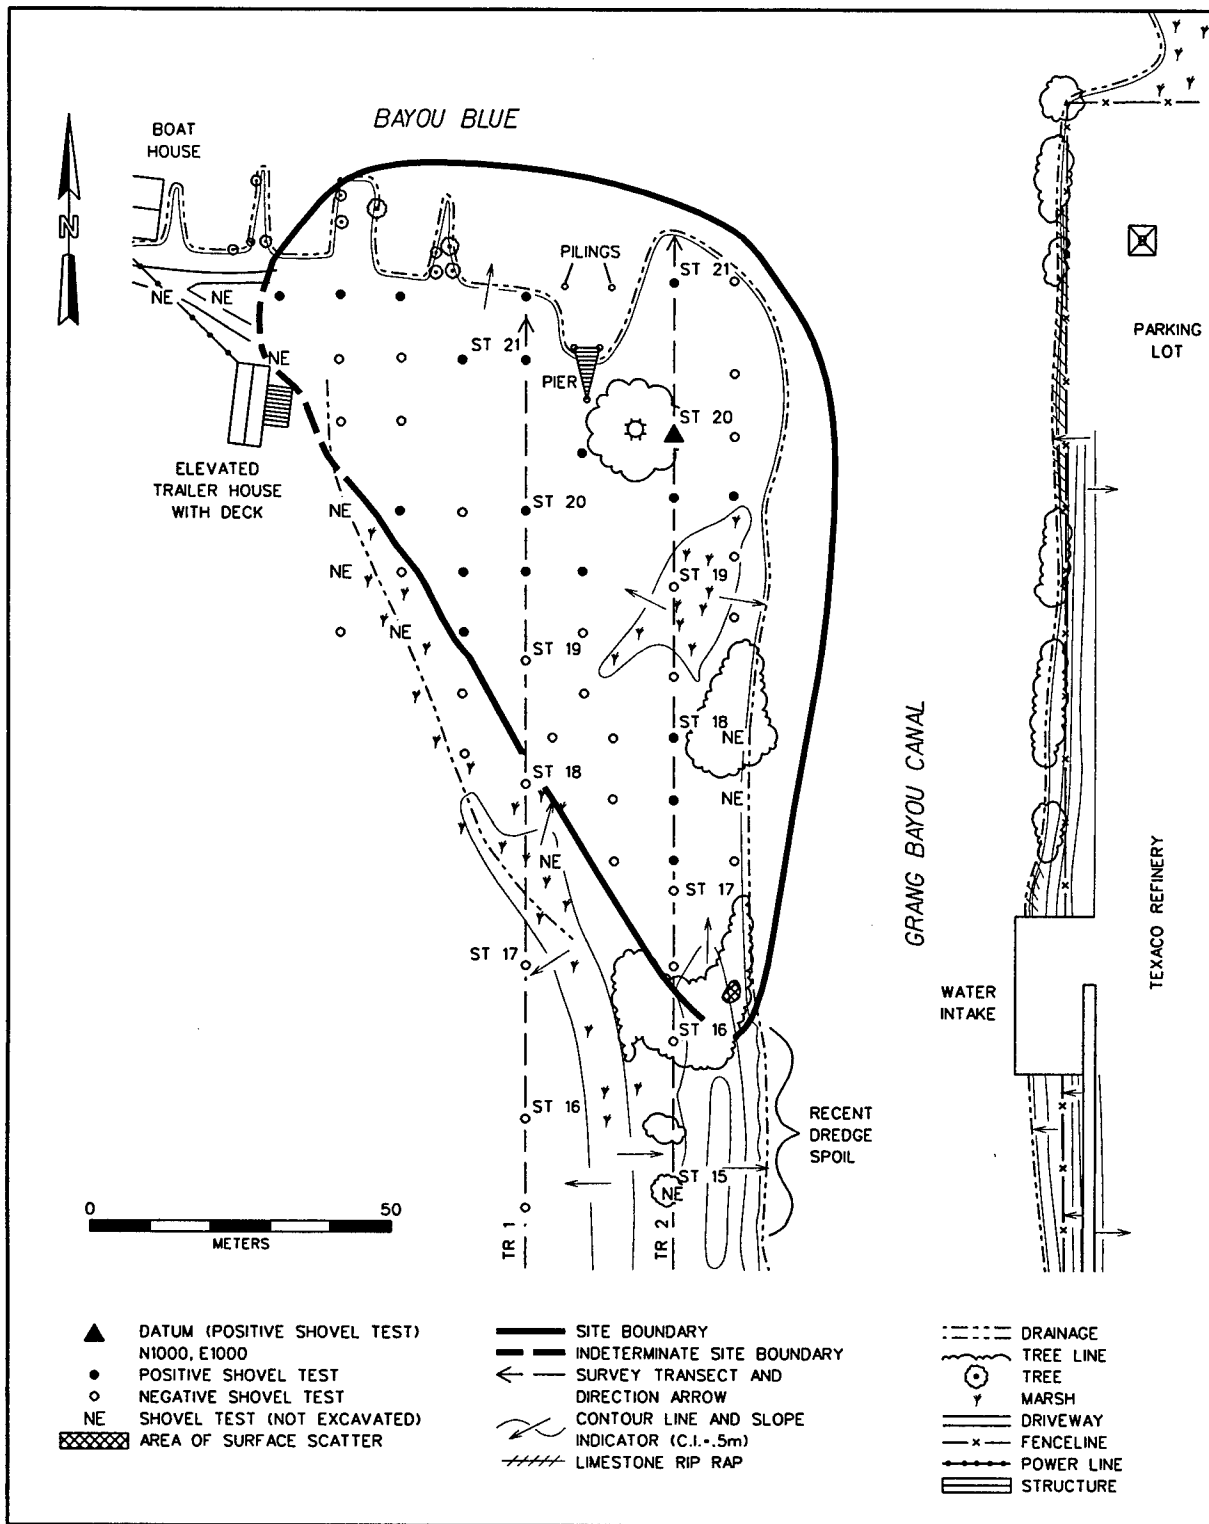 BAYOU BLUE
BOAT
HOUSE
N
PILINGS
ST 21
NE
NE
PARKING
LOT
ST 21
NE
PIER
ST 20
ELEVATED
TRAILER HOUSE
WITH DECK
NE
ST 20
NE
ST 19
NE
ST 19
ST 18
NE
GRANG BAYOU CANAL
ST 18
NE
NE
ST 17
TEXACO REFINERY
ST 17
WATER
INTAKE
ST 16
ST 16
RECENT
DREDGE
SPOIL
ST 15
NE
0 50
METERS
TR 1
TR 2
DATUM (POSITIVE SHOVEL TEST)
N1000, E1000
POSITIVE SHOVEL TEST
NEGATIVE SHOVEL TEST
NE SHOVEL TEST (NOT EXCAVATED)
AREA OF SURFACE SCATTER
SITE BOUNDARY
INDETERMINATE SITE BOUNDARY
SURVEY TRANSECT AND
DIRECTION ARROW
CONTOUR LINE AND SLOPE
INDICATOR (C.I.-.5m)
LIMESTONE RIP RAP
DRAINAGE
TREE LINE
TREE
MARSH
DRIVEWAY
FENCELINE
POWER LINE
STRUCTURE